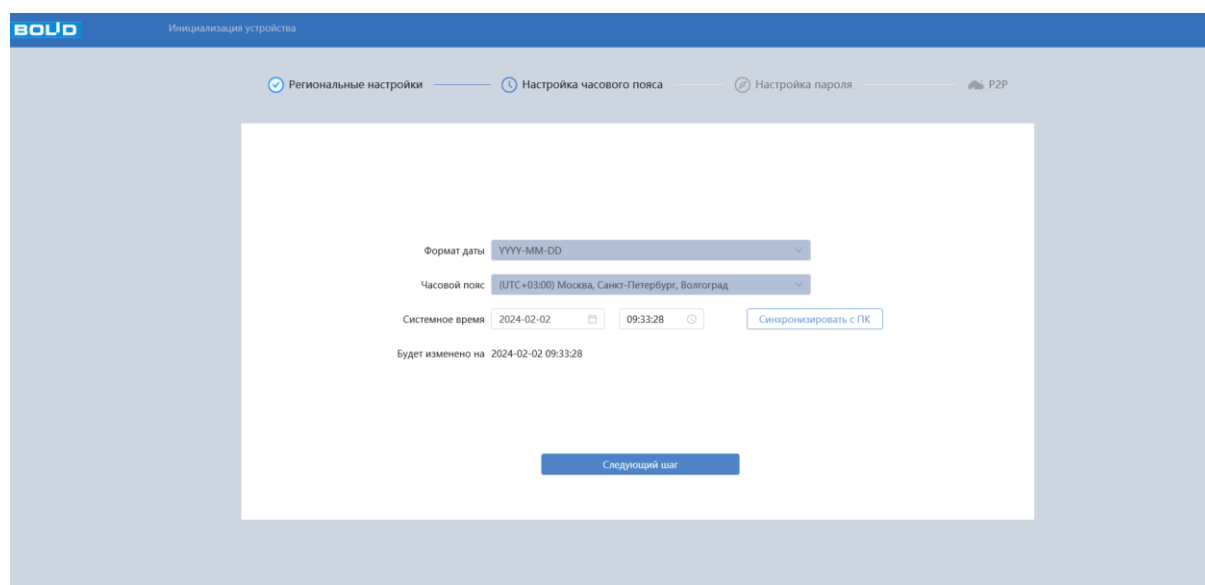 BOLID Инициализация устройства
Региональные настройки Настройка часового пояса Настройка пароля P2P
Формат даты YYYY-MM-DD
Часовой пояс (UTC+03:00) Москва, Санкт-Петербург, Волгоград
Системное время 2024-02-02 09:33:28 Синхронизировать с ПК
Будет изменено на 2024-02-02 09:33:28
Следующий шаг